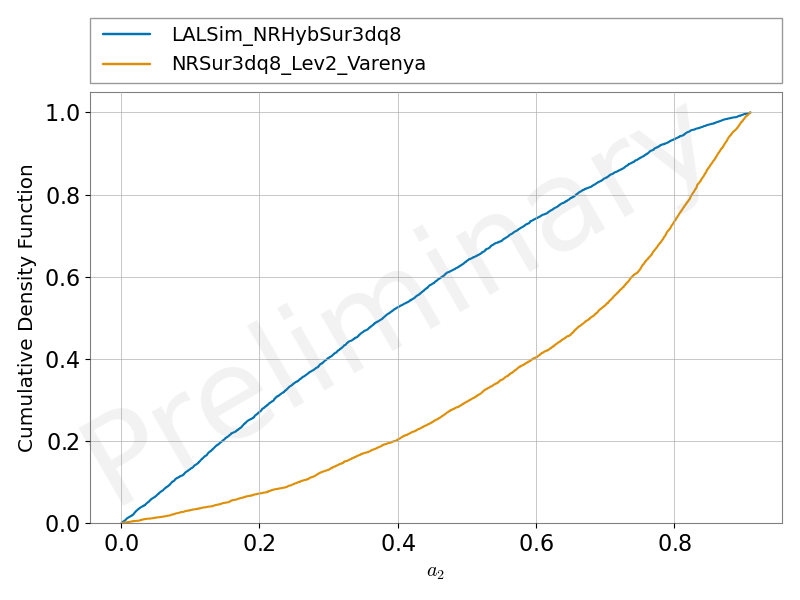 LALSim_NRHybSur3dq8
NRSur3dq8_Lev2_Varenya
Preliminary
Cumulative Density Function
1.0
0.8
0.6
0.4
0.2
0.0
0.0 0.2 0.4 0.6 0.8
a₂